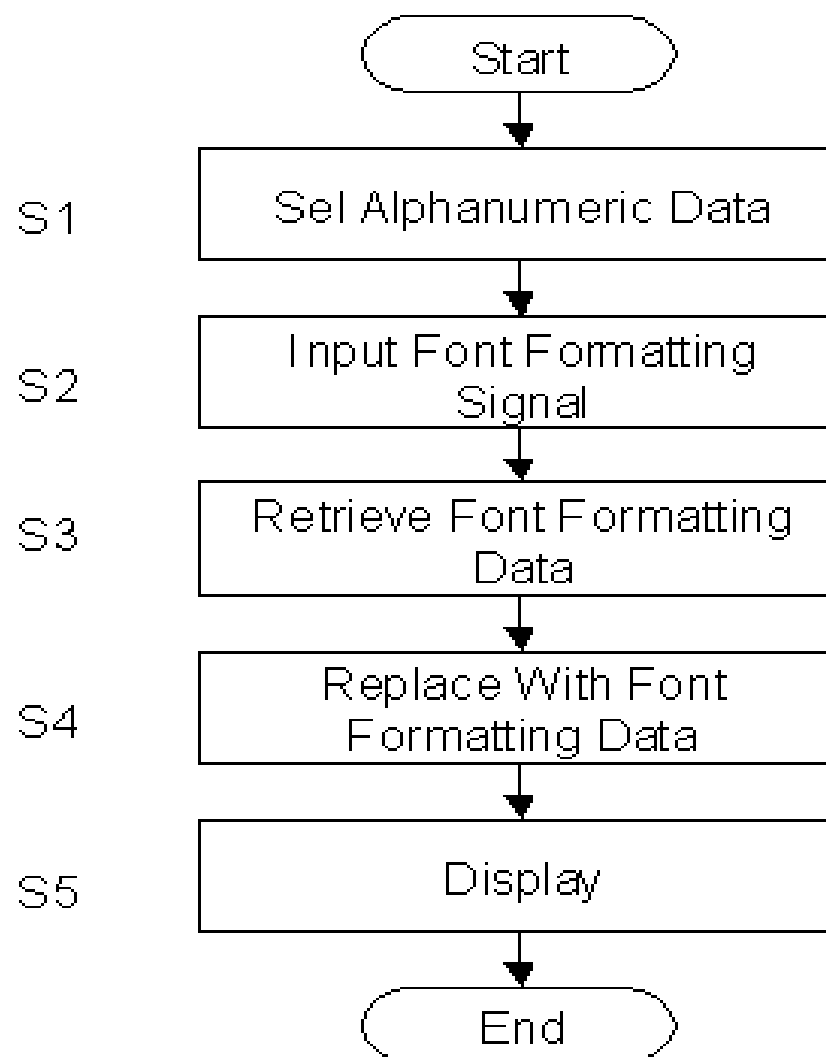 Start
S1
Sel Alphanumeric Data
S2
Input Font Formatting
Signal
S3
Retrieve Font Formatting
Data
S4
Replace With Font
Formatting Data
S5
Display
End